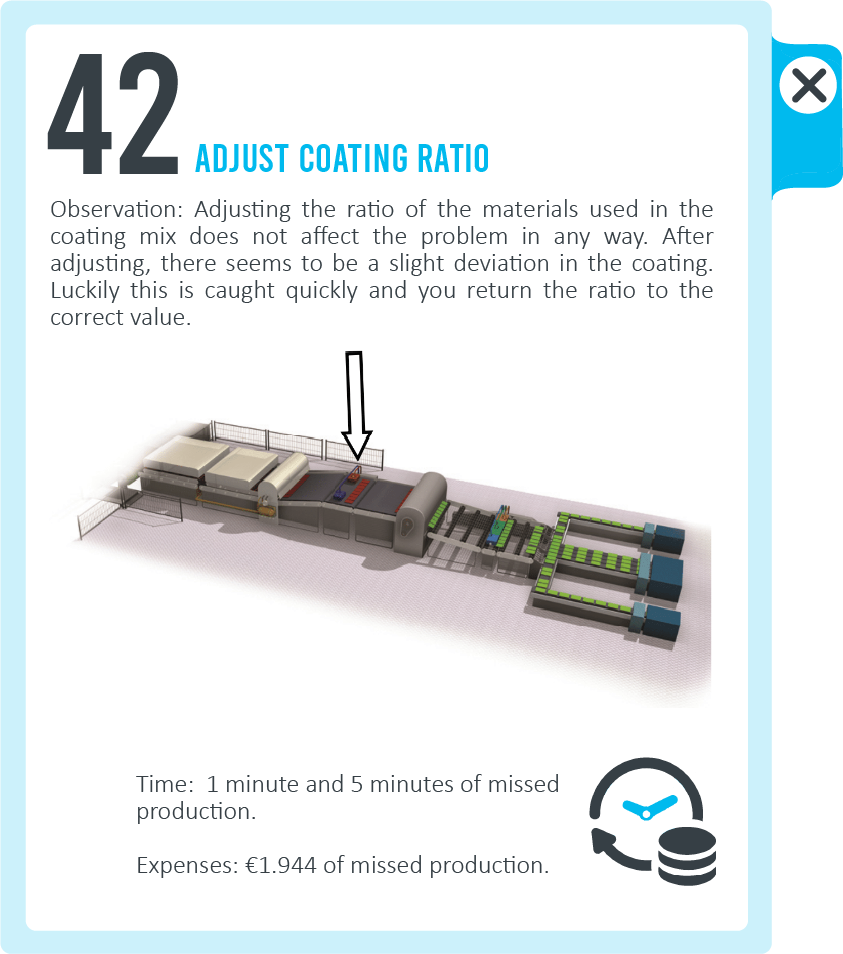 42
ADJUST COATING RATIO
Observation: Adjusting the ratio of the materials used in the
coating mix does not affect the problem in any way. After
adjusting, there seems to be a slight deviation in the coating.
Luckily this is caught quickly and you return the ratio to the
correct value.
Time:  1 minute and 5 minutes of missed
production.
Expenses: €1.944 of missed production.